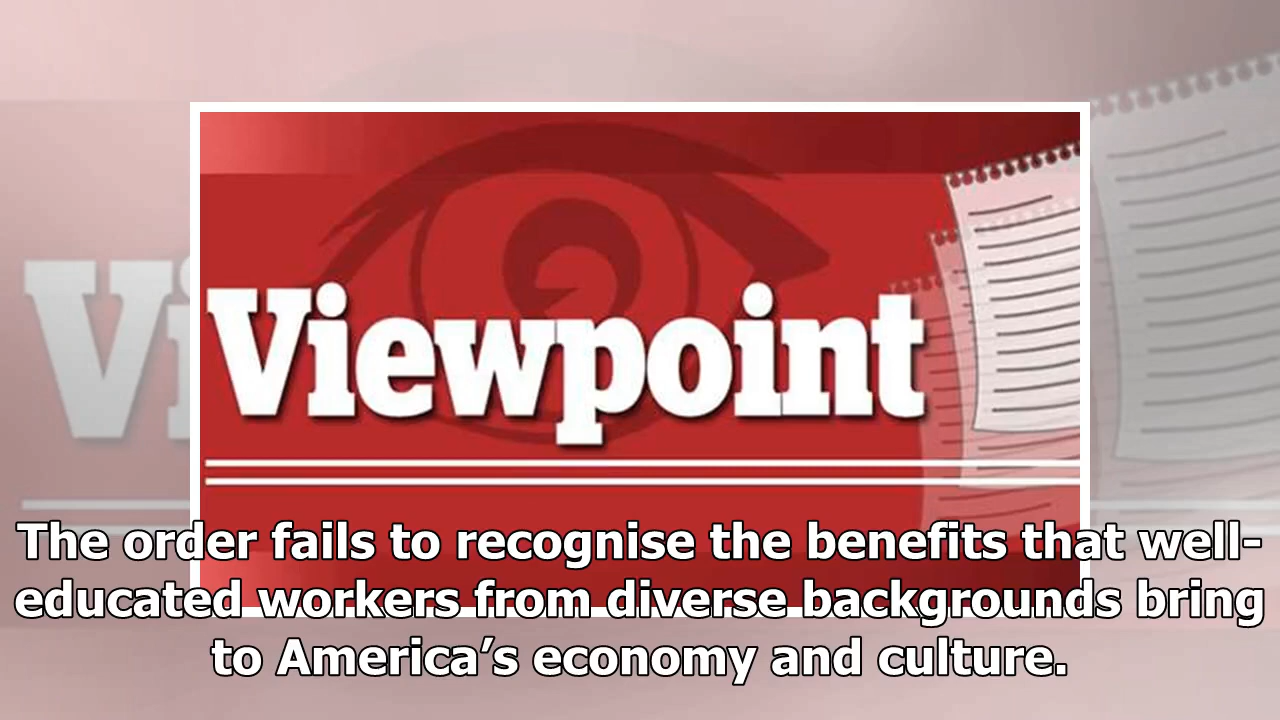 Vi
Viewpoint
The order fails to recognise the benefits that well-
educated workers from diverse backgrounds bring
to America’s economy and culture.